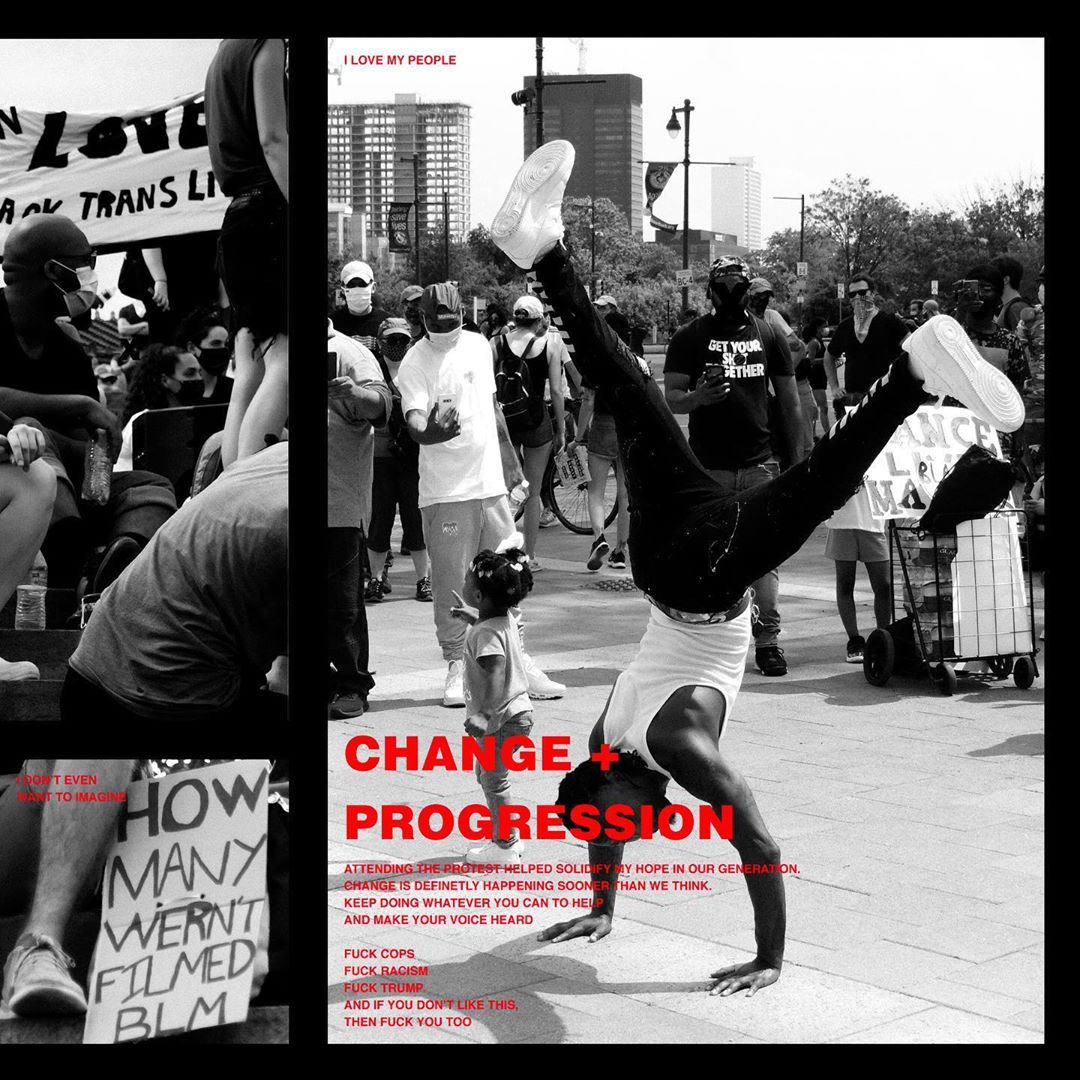 LOVE
TRANS LI
I DON'T EVEN
WANT TO IMAGINE
HOW
MANY
WERN'T
FILMED
BLM
I LOVE MY PEOPLE
GET YOUR
GETHER
ANCE
MA
CHANGE +
PROGRESSION
ATTENDING THE PROTEST HELPED SOLIDIFY MY HOPE IN OUR GENERATION.
CHANGE IS DEFINETLY HAPPENING SOONER THAN WE THINK.
KEEP DOING WHATEVER YOU CAN TO HELP
AND MAKE YOUR VOICE HEARD
FUCK COPS
FUCK RACISM
FUCK TRUMP
AND IF YOU DON'T LIKE THIS,
THEN FUCK YOU TOO